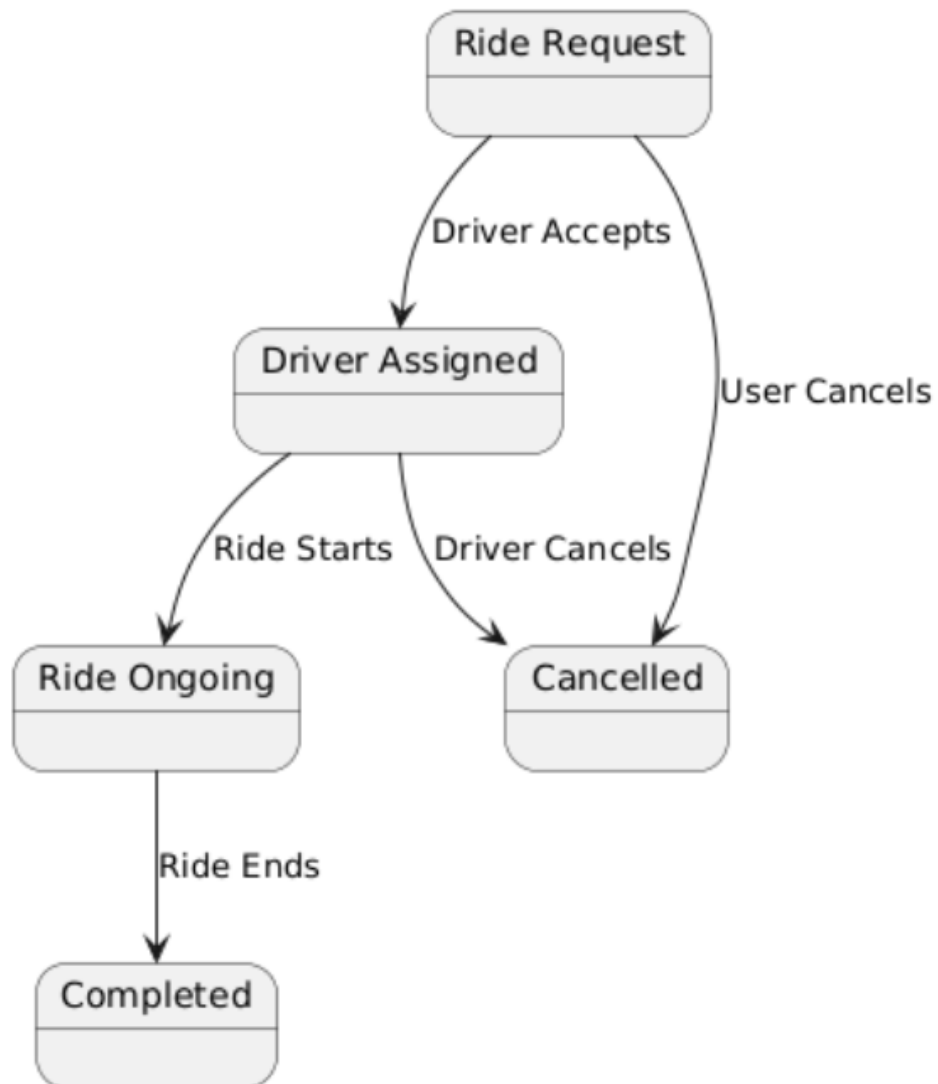 Ride Request
Driver Accepts
Driver Assigned
User Cancels
Ride Starts
Driver Cancels
Ride Ongoing
Cancelled
Ride Ends
Completed